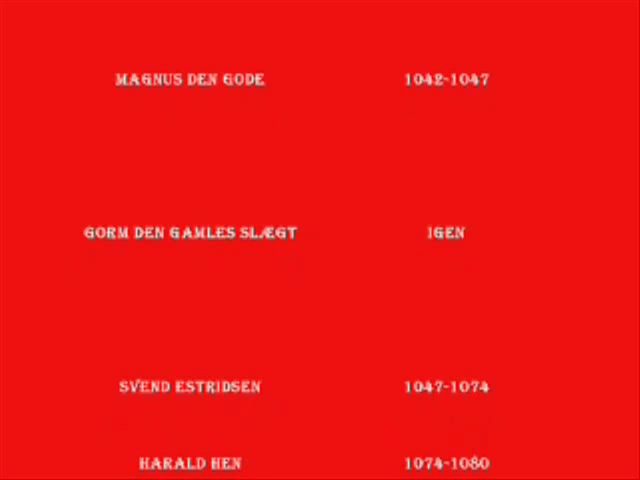 MAGNUS DEN GODE 1042-1047
GORM DEN GAMLES SLÆGT IGEN
SVEND ESTRIDSEN 1047-1074
HARALD HEN 1074-1080